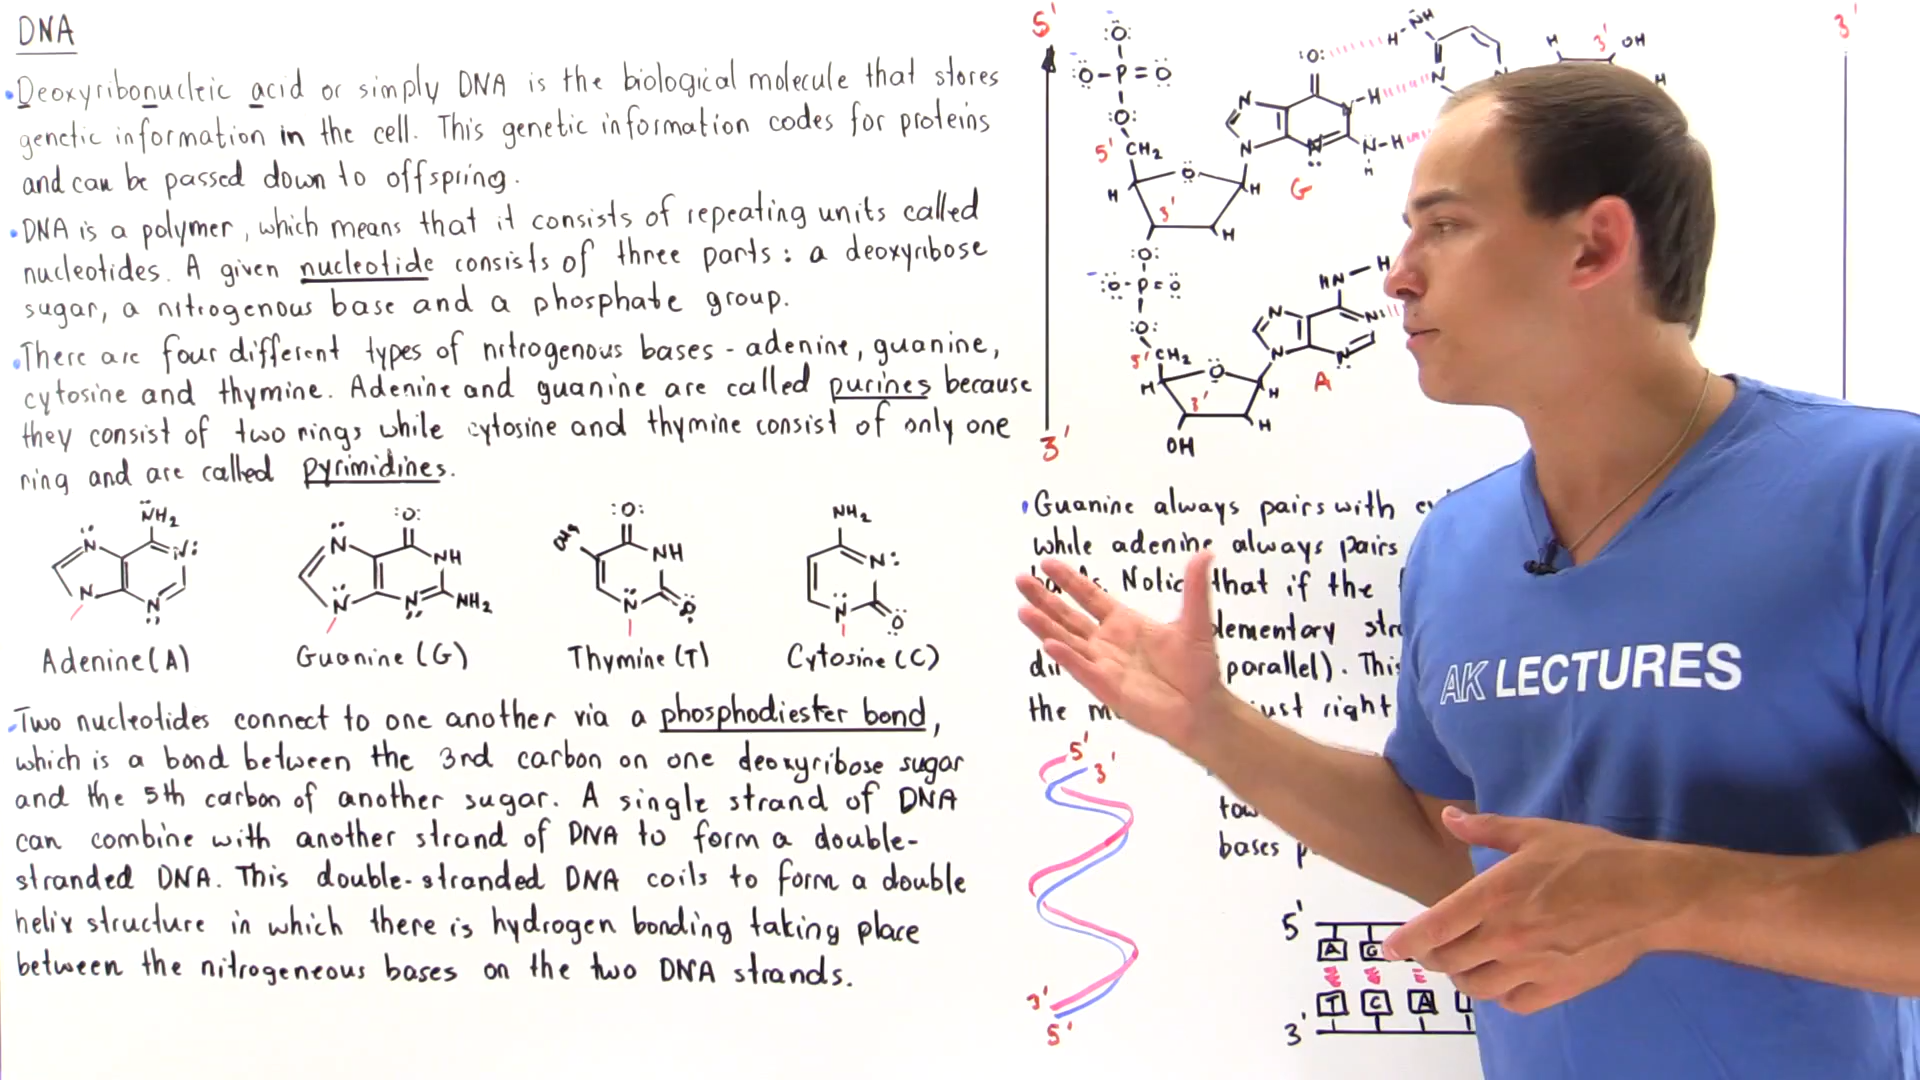 DNA
•Deoxyribonucleic acid or simply DNA is the biological molecule that stores
genetic information in the cell. This genetic information codes for proteins
and can be passed down to offspring.
•DNA is a polymer, which means that it consists of repeating units called
nucleotides. A given nucleotide consists of three parts: a deoxyribose
sugar, a nitrogenous base and a phosphate group.
•There are four different types of nitrogenous bases - adenine, guanine,
cytosine and thymine. Adenine and guanine are called purines because
they consist of two rings while cytosine and thymine consist of only one
ring and are called pyrimidines.
NH2 N N: N N
O: N NH N N NH2
O: NH N O
NH2 N: N O
Adenine (A) Guanine (G) Thymine (T) Cytosine (C)
Two nucleotides connect to one another via a phosphodiester bond,
which is a bond between the 3rd carbon on one deoxyribose sugar
and the 5th carbon of another sugar. A single strand of DNA
can combine with another strand of DNA to form a double-
stranded DNA. This double-stranded DNA coils to form a double
helix structure in which there is hydrogen bonding taking place
between the nitrogeneous bases on the two DNA strands.
5' 3'
O O-P=O O 5' CH2 O H H H 3'
O: N N N N-H N-H H G
H-NH N H 3' OH H
O O-P=O O 5' CH2 O H H H 3' OH
HN-H N N N N A
3'
•Guanine always pairs with
while adenine always pairs
that if the
the just right
bases
5' 3'
3' 5'
5'
A G
T C A
3'
AK LECTURES